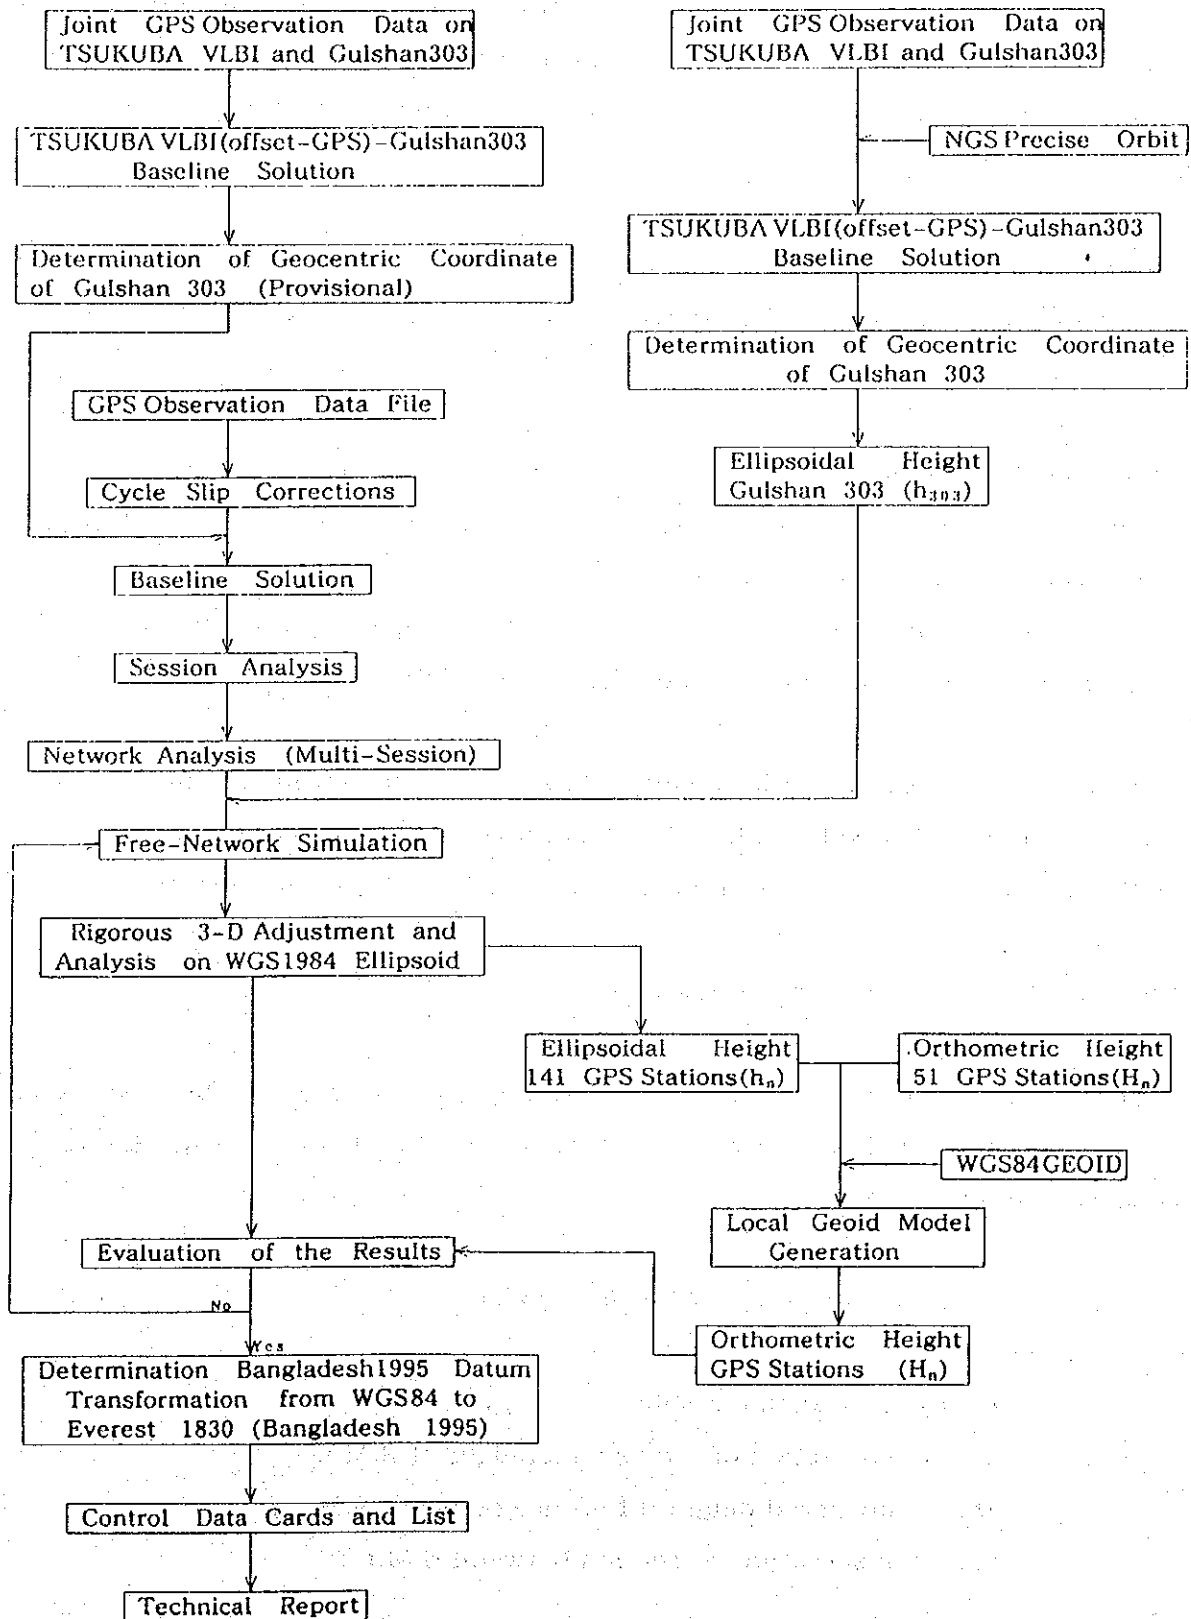 Joint GPS Observation Data on
TSUKUBA VLBI and Gulshan303
TSUKUBA VLBI(offset-GPS)-Gulshan303
Baseline Solution
Determination of Geocentric Coordinate
of Gulshan 303 (Provisional)
GPS Observation Data File
Cycle Slip Corrections
Baseline Solution
Session Analysis
Network Analysis (Multi-Session)
Joint GPS Observation Data on
TSUKUBA VLBI and Gulshan303
NGS Precise Orbit
TSUKUBA VLBI(offset-GPS)-Gulshan303
Baseline Solution
Determination of Geocentric Coordinate
of Gulshan 303
Ellipsoidal Height
Gulshan 303 (h₃₀₃)
Free-Network Simulation
Rigorous 3-D Adjustment and
Analysis on WGS1984 Ellipsoid
Ellipsoidal Height
141 GPS Stations(hₙ)
Orthometric Height
51 GPS Stations(Hₙ)
WGS84GEOID
Local Geoid Model
Generation
Orthometric Height
GPS Stations (Hₙ)
Evaluation of the Results
No
Yes
Determination Bangladesh1995 Datum
Transformation from WGS84 to
Everest 1830 (Bangladesh 1995)
Control Data Cards and List
Technical Report